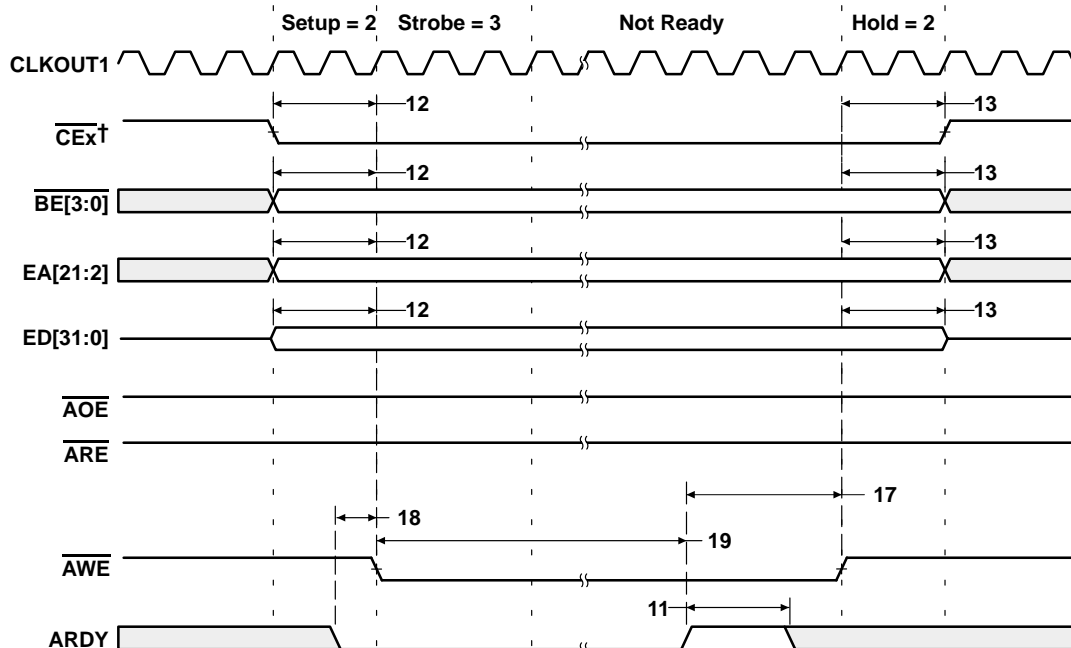 Setup = 2 Strobe = 3 Not Ready Hold = 2
CLKOUT1
12 13
CEx†
12 13
BE[3:0]
12 13
EA[21:2]
12 13
ED[31:0]
AOE
ARE
17
18
19
AWE
11
ARDY